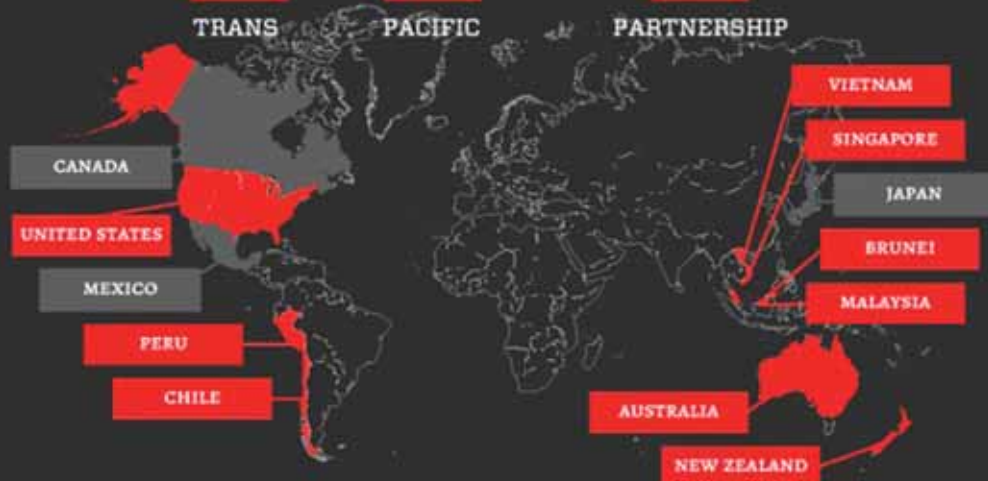 TRANS PACIFIC PARTNERSHIP
VIETNAM
SINGAPORE
CANADA
JAPAN
UNITED STATES
BRUNEI
MEXICO
MALAYSIA
PERU
CHILE
AUSTRALIA
NEW ZEALAND